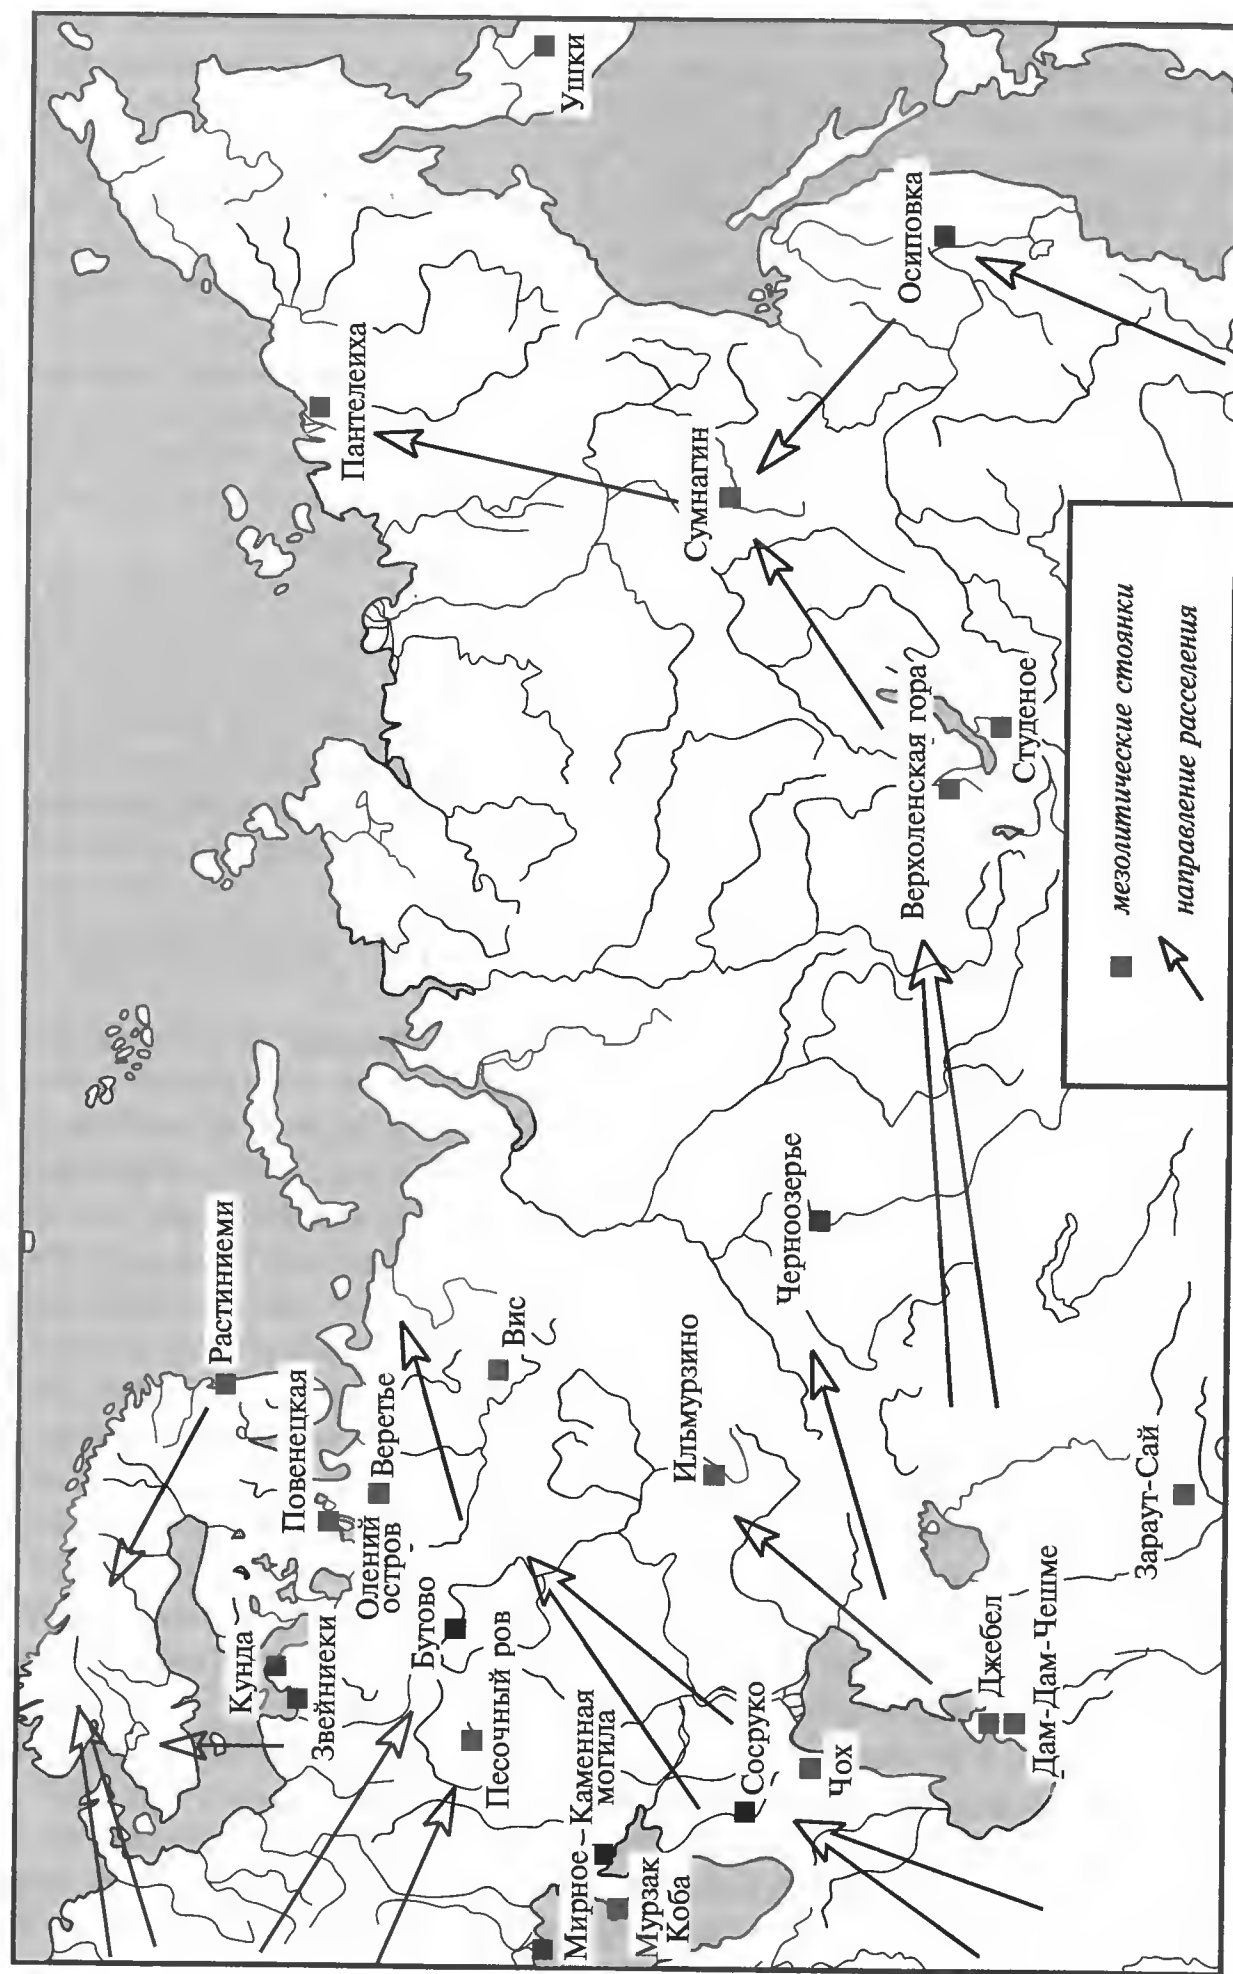 Растиниеми
Повенецкая
Веретье
Олений
остров
Кунда
Звейниеки
Бутово
Песочный ров
Мирное
Каменная
могила
Мурзак
Коба
Сосруко
Чох
Джебел
Дам-Дам-Чешме
Зараут-Сай
Ильмурзино
Вис
Черноозерье
Верхоленская гора
Студеное
Сумнагин
Пантелеиха
Осиповка
Ушки
мезолитические стоянки
направление расселения